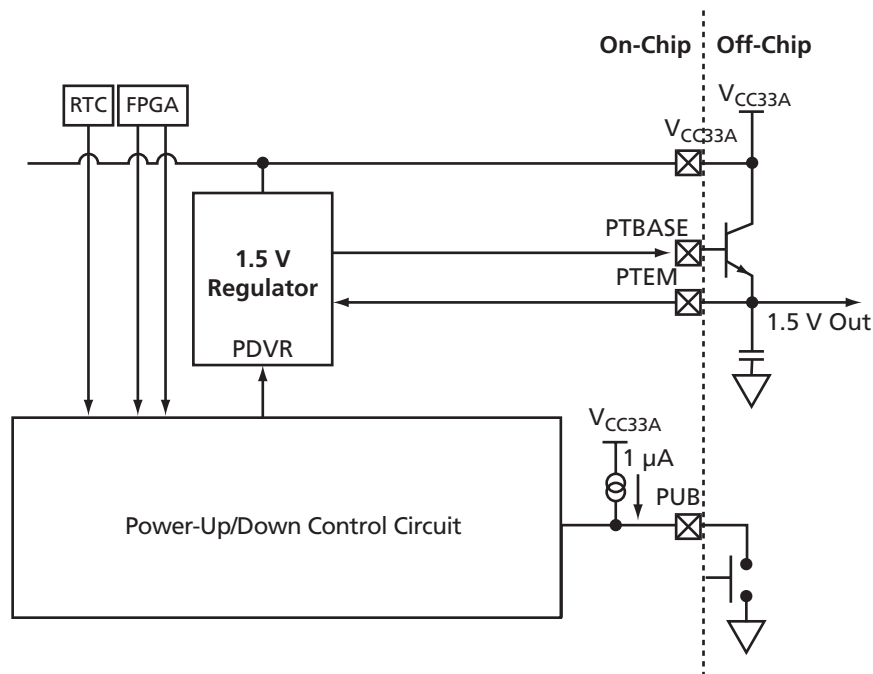 On-Chip Off-Chip
RTC FPGA
VCC33A
VCC33A
PTBASE
1.5 V
Regulator
PTEM
1.5 V Out
PDVR
VCC33A
1 µA
PUB
Power-Up/Down Control Circuit